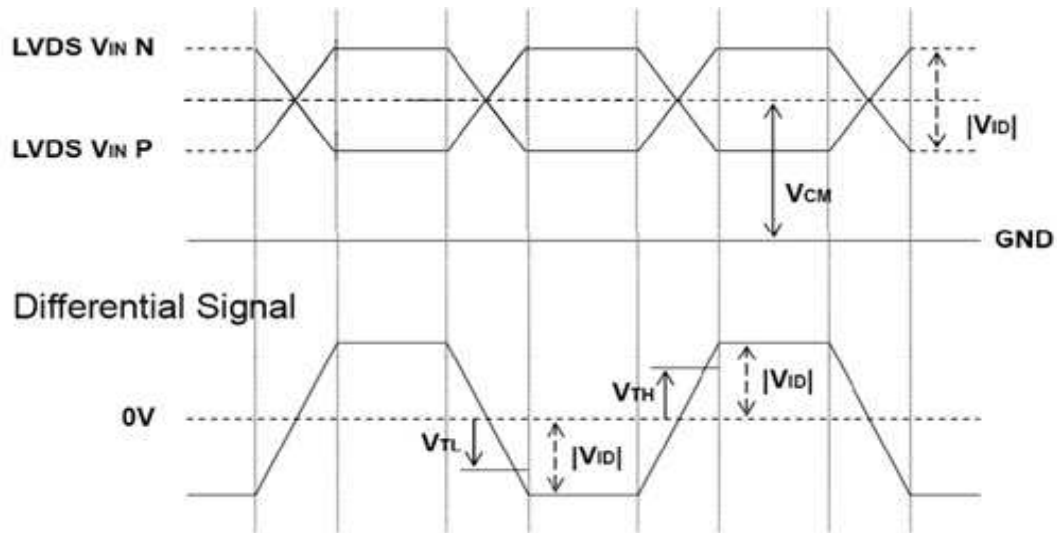 LVDS VIN N
|VID|
LVDS VIN P
VCM
GND
Differential Signal
VTH
|VID|
0V
VTL
|VID|